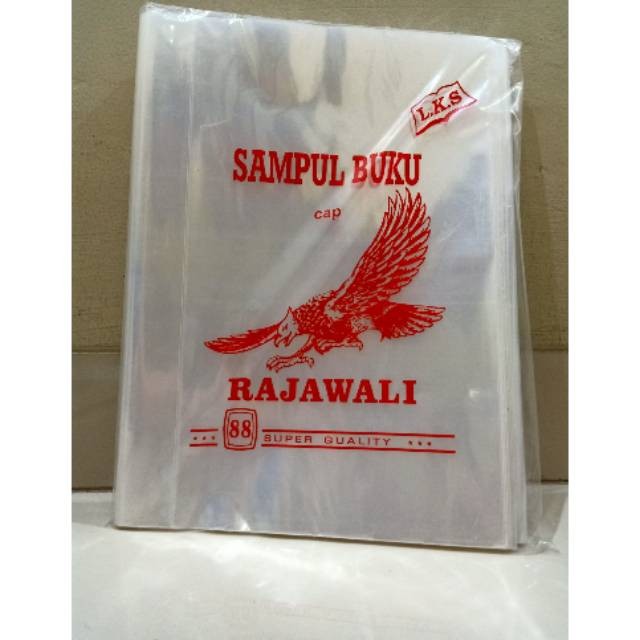 L.K.S
SAMPUL BUKU
cap
RAJAWALI
*** 88 SUPER QUALITY ***